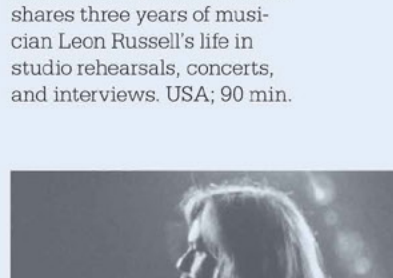 shares three years of musi-
cian Leon Russell's life in
studio rehearsals, concerts,
and interviews. USA; 90 min.